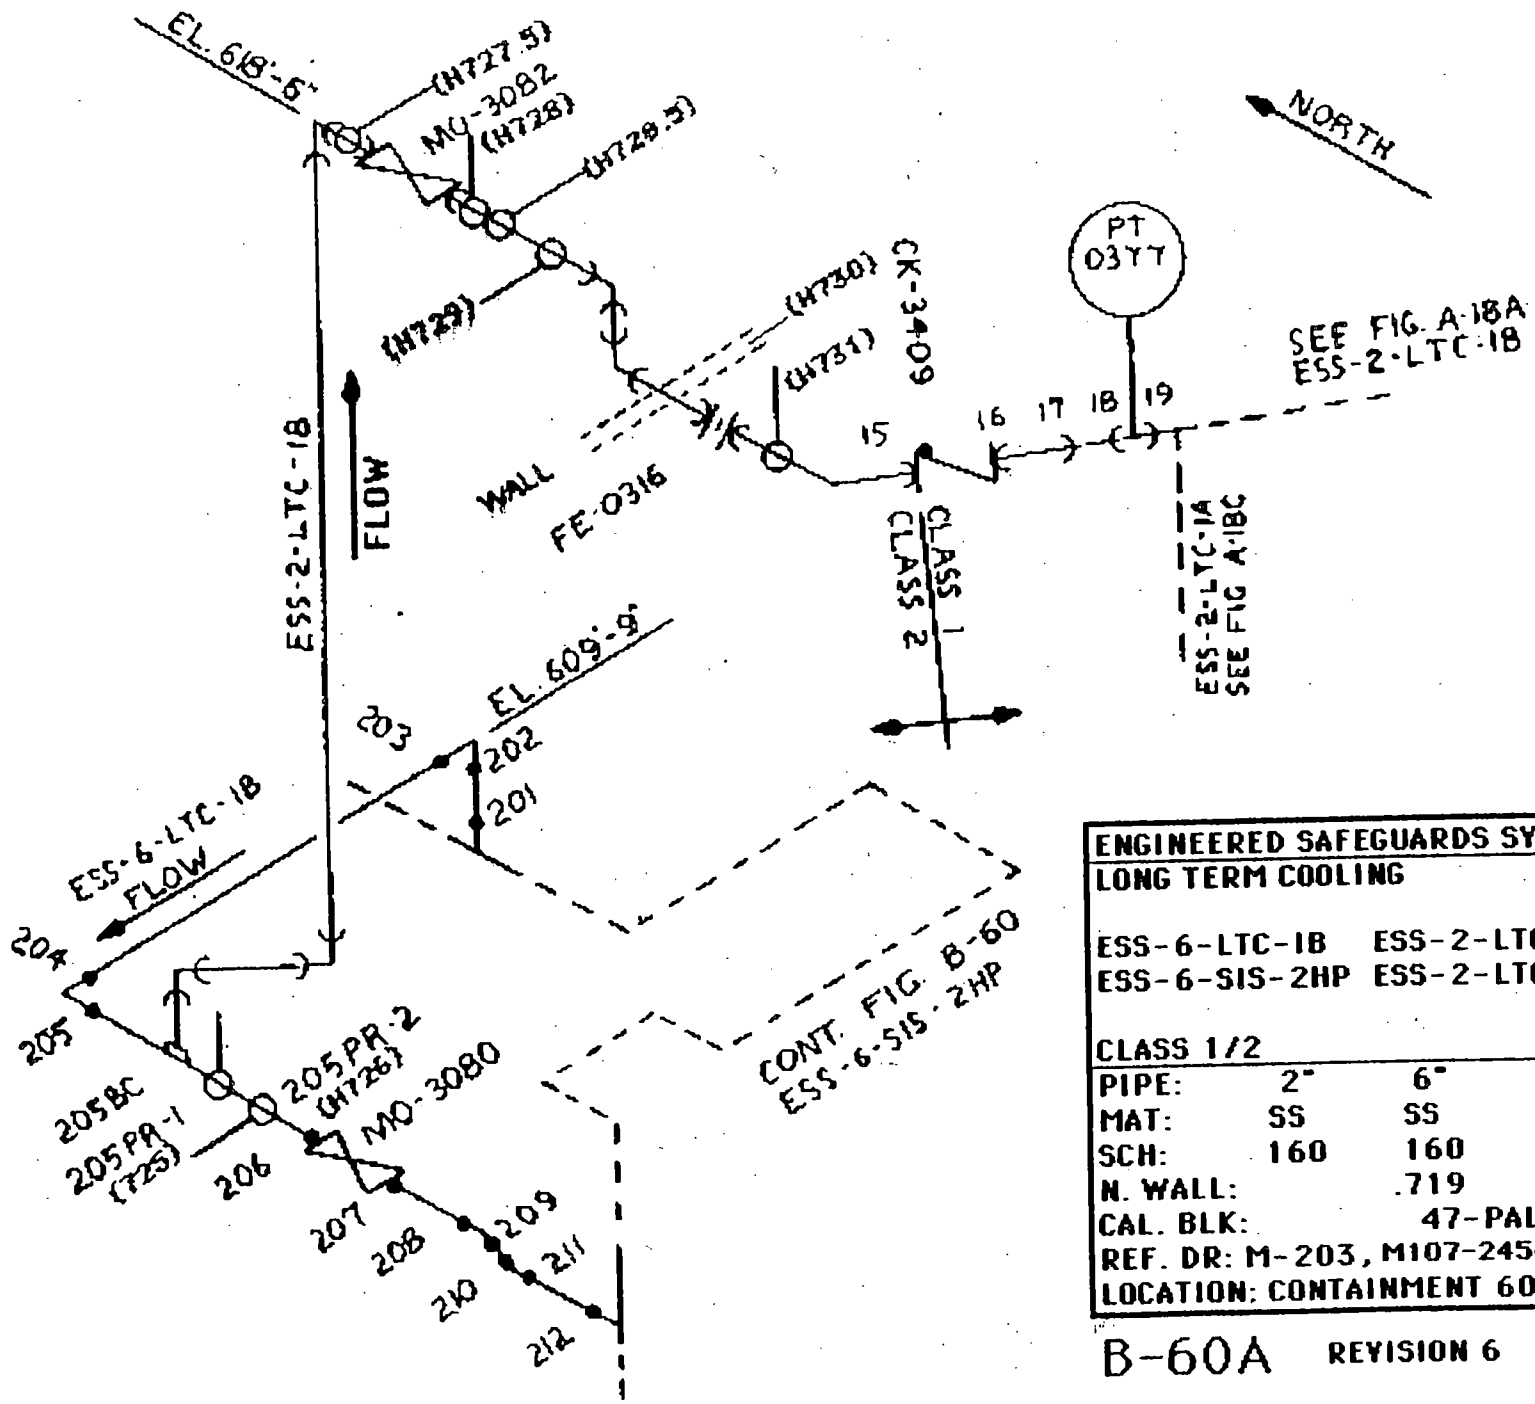 EL. 618'-6"
(H727.5)
MO-3082
(H728)
(H728.5)
NORTH
PT
03YY
(H729)
(H730)
(H731)
CK-3409
SEE FIG. A-18A
ESS-2-LTC-1B
15
16
17
18
19
ESS-2-LTC-1B
FLOW
WALL
FE-0316
CLASS 1
CLASS 2
ESS-2-LTC-1A
SEE FIG A-18C
EL. 609'-9"
203
202
201
ESS-6-LTC-1B
FLOW
204
205
CONT. FIG. B-60
ESS-6-SIS-2HP
205BC
205PR-1
(725)
205PR-2
(H726)
MO-3080
206
207
208
209
210
211
212
ENGINEERED SAFEGUARDS SY
LONG TERM COOLING
ESS-6-LTC-1B ESS-2-LTC
ESS-6-SIS-2HP ESS-2-LTC
CLASS 1/2
PIPE: 2" 6"
MAT: SS SS
SCH: 160 160
N. WALL: .719
CAL. BLK: 47-PAL
REF. DR: M-203, M107-245
LOCATION: CONTAINMENT 60
B-60A REVISION 6